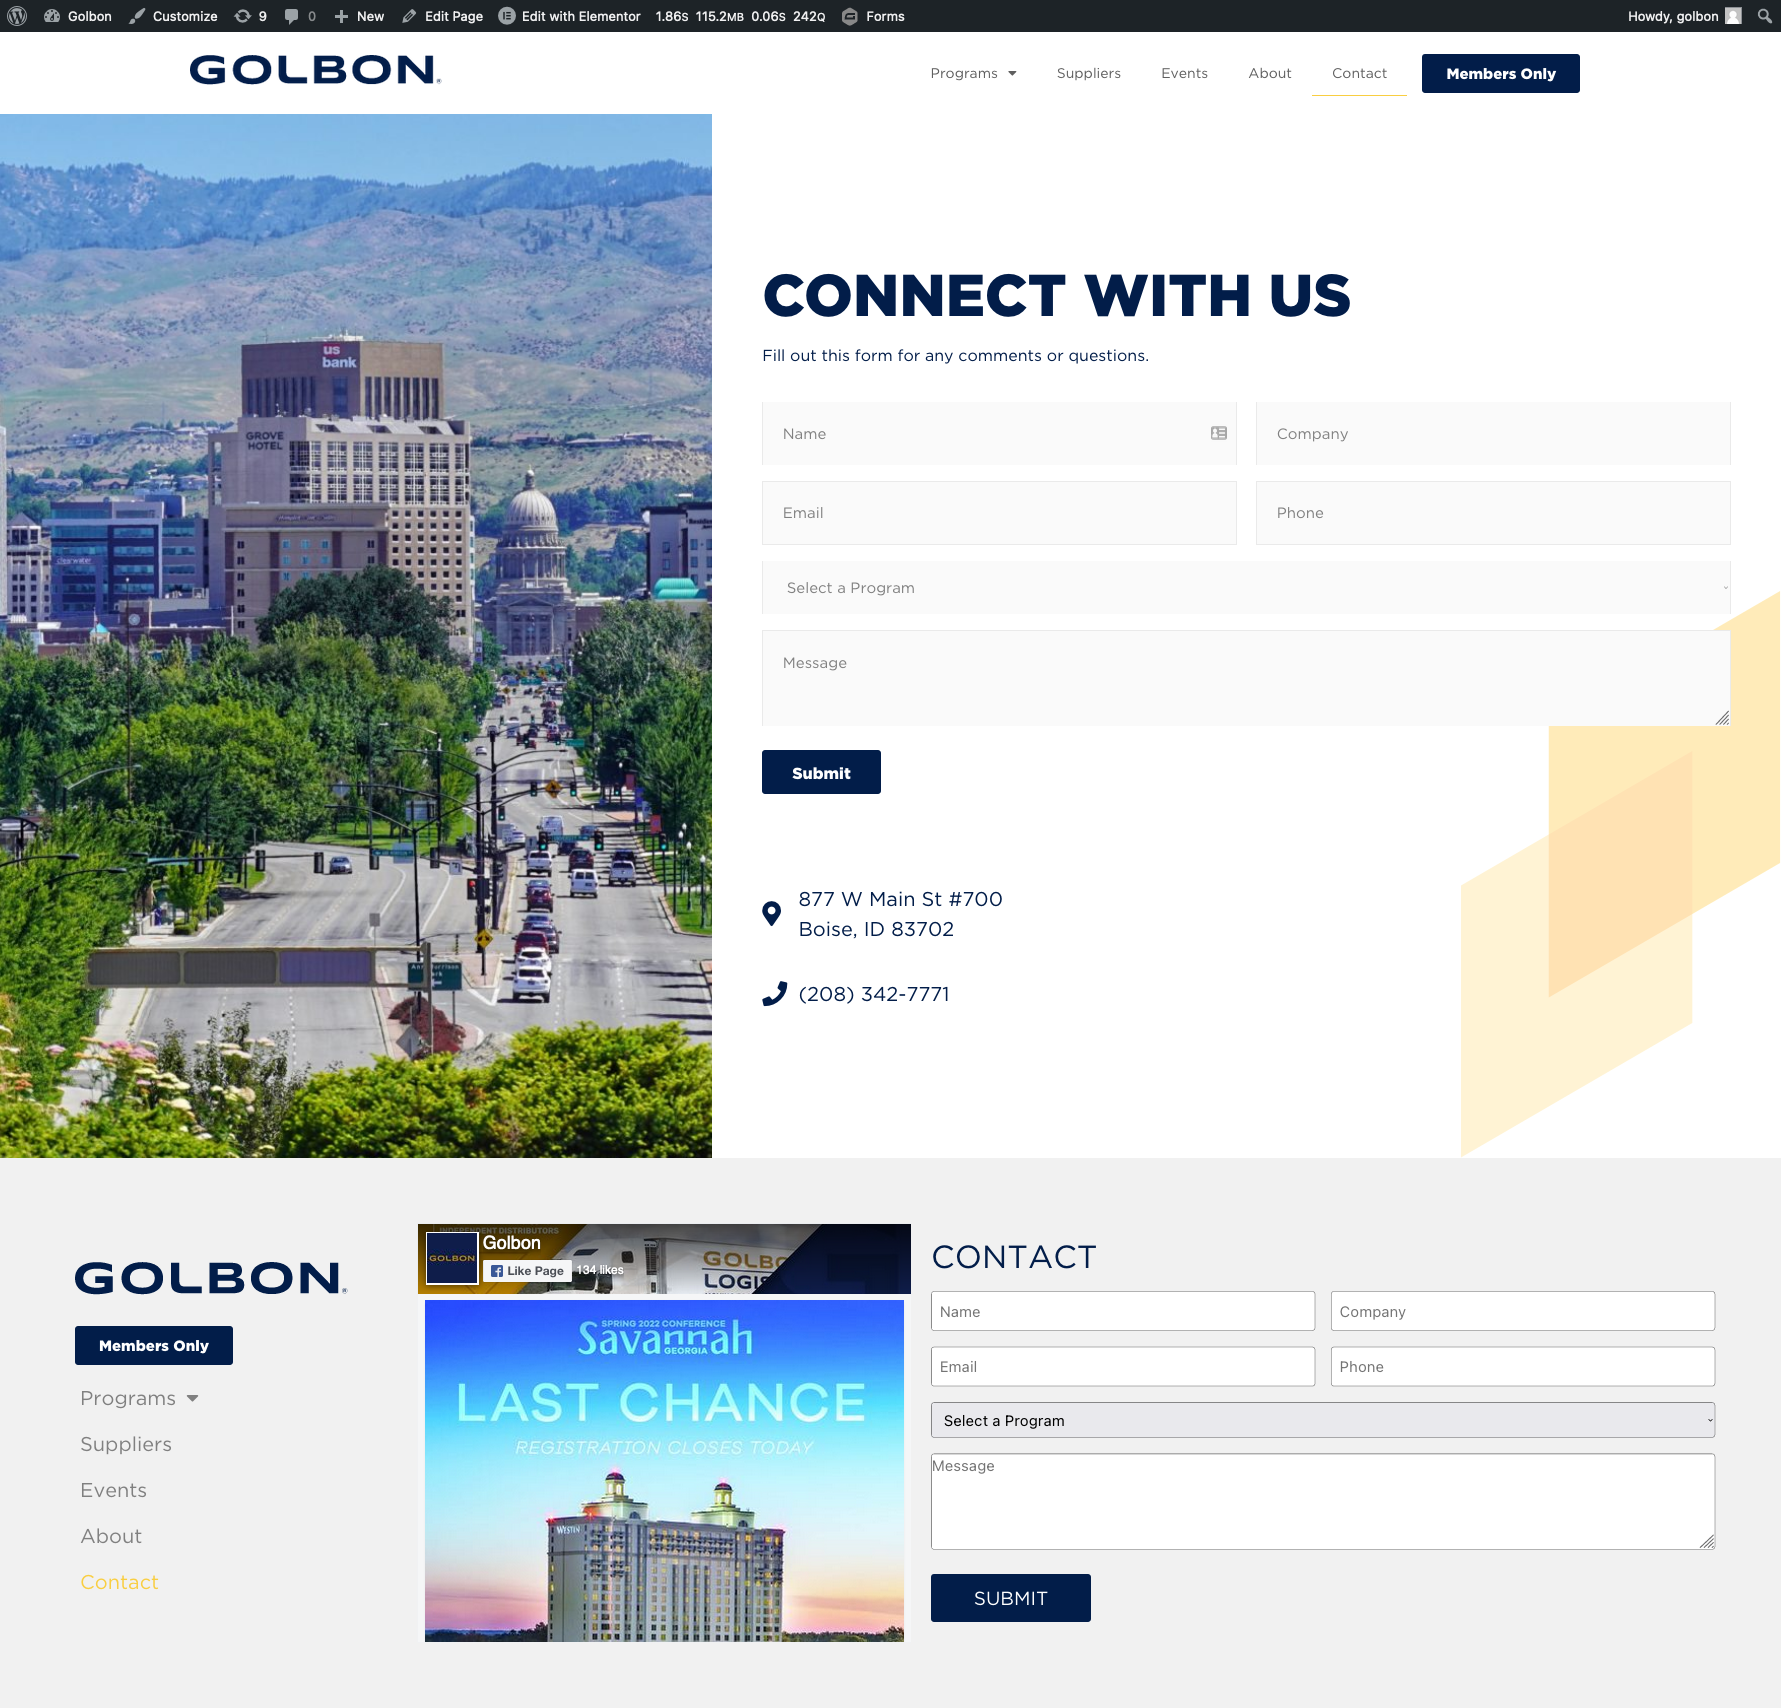 Golbon Customize 9 0 New Edit Page Edit with Elementor 1.86S 115.2MB 0.06S 242Q Forms Howdy, golbon
GOLBON®
Programs Suppliers Events About Contact Members Only
us
bank
GROVE
HOTEL
clearwater
CONNECT WITH US
Fill out this form for any comments or questions.
Name Company
Email Phone
Select a Program
Message
Submit
877 W Main St #700
Boise, ID 83702
(208) 342-7771
GOLBON®
Members Only
Programs
Suppliers
Events
About
Contact
INDEPENDENT DISTRIBUTORS
GOLBON
Golbon
Like Page 134 likes
SPRING 2022 CONFERENCE
Savannah
GEORGIA
LAST CHANCE
REGISTRATION CLOSES TODAY
WESTIN
CONTACT
Name Company
Email Phone
Select a Program
Message
SUBMIT